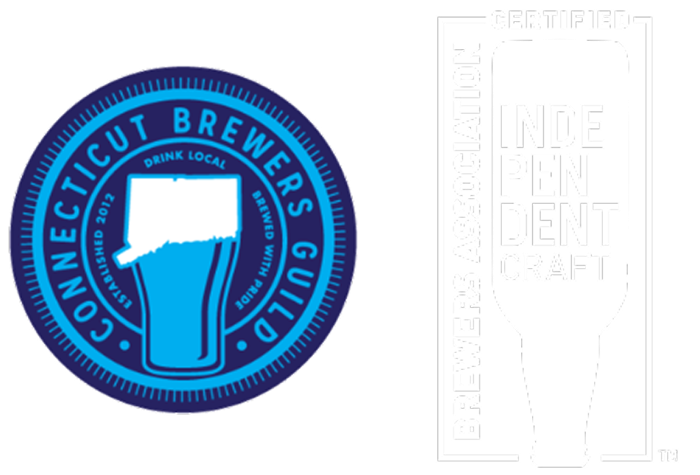 CONNECTICUT BREWERS GUILD
DRINK LOCAL
BREWED WITH PRIDE
ESTABLISHED 2012
CERTIFIED
BREWERS ASSOCIATION
INDE
PEN
DENT
CRAFT
TM